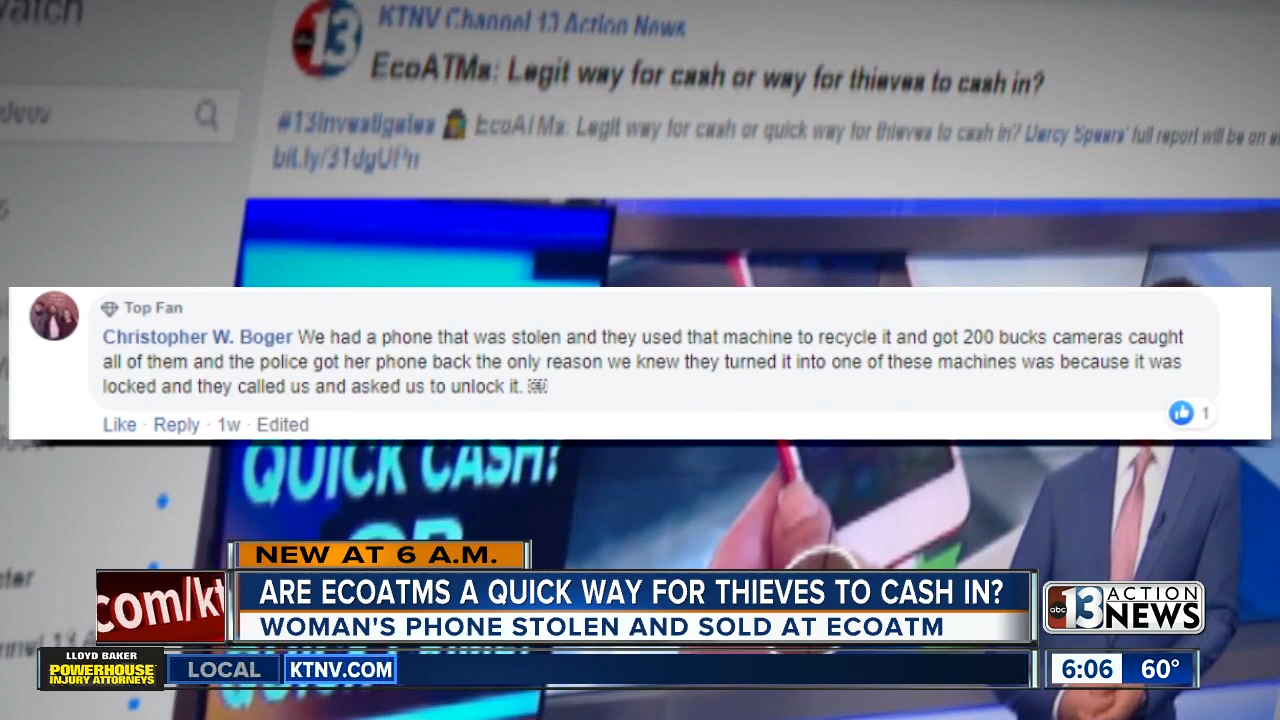 KTNV Channel 13 Action News
EcoATMs: Legit way for cash or way for thieves to cash in?
#13Investigates EcoATMs: Legit way for cash or quick way for thieves to cash in? Darcy Spears' full report will be on
13
Top Fan
Christopher W. Boger We had a phone that was stolen and they used that machine to recycle it and got 200 bucks cameras caught
all of them and the police got her phone back the only reason we knew they turned it into one of these machines was because it was
locked and they called us and asked us to unlock it.
Like · Reply · 1w · Edited
1
QUICK CASH?
OR
NEW AT 6 A.M.
com/kt
ARE ECOATMS A QUICK WAY FOR THIEVES TO CASH IN?
WOMAN'S PHONE STOLEN AND SOLD AT ECOATM
abc 13 ACTION NEWS
LLOYD BAKER
POWERHOUSE
INJURY ATTORNEYS
LOCAL
KTNV.COM
6:06
60°